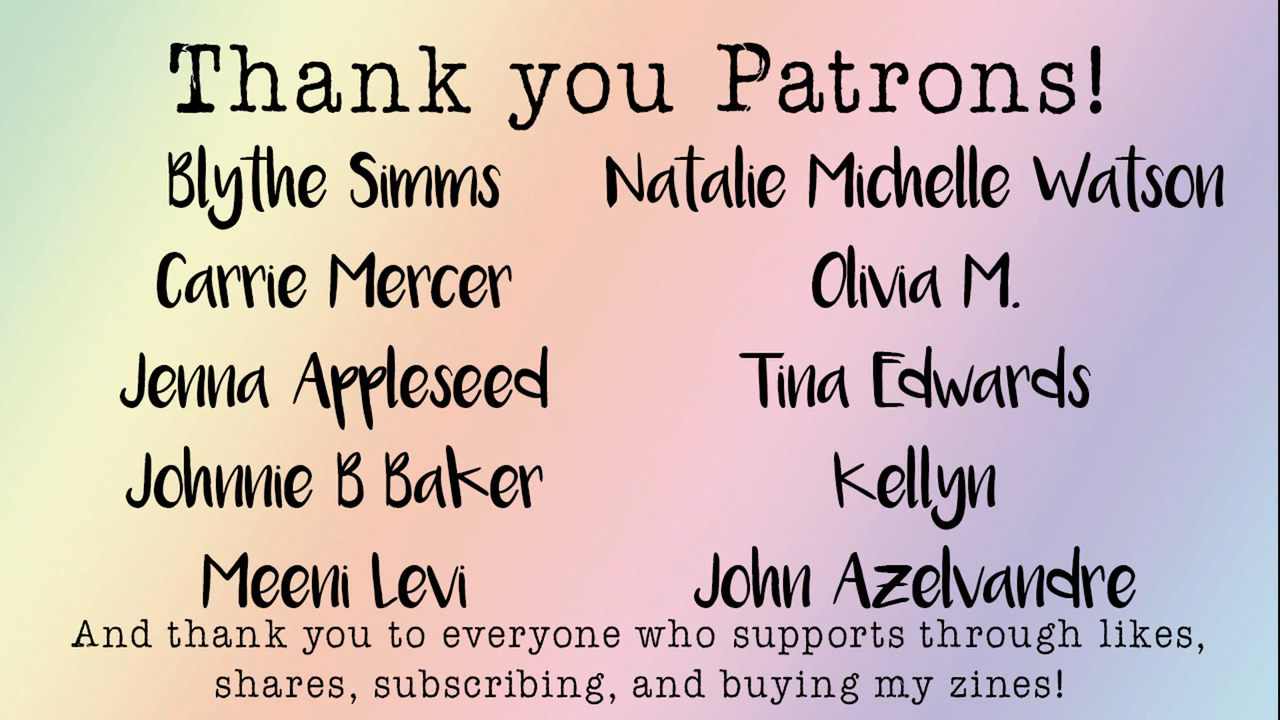 Thank you Patrons!
Blythe Simms
Natalie Michelle Watson
Carrie Mercer
Olivia M.
Jenna Appleseed
Tina Edwards
Johnnie B Baker
Kellyn
Meeni Levi
John Azelvandre
And thank you to everyone who supports through likes,
shares, subscribing, and buying my zines!